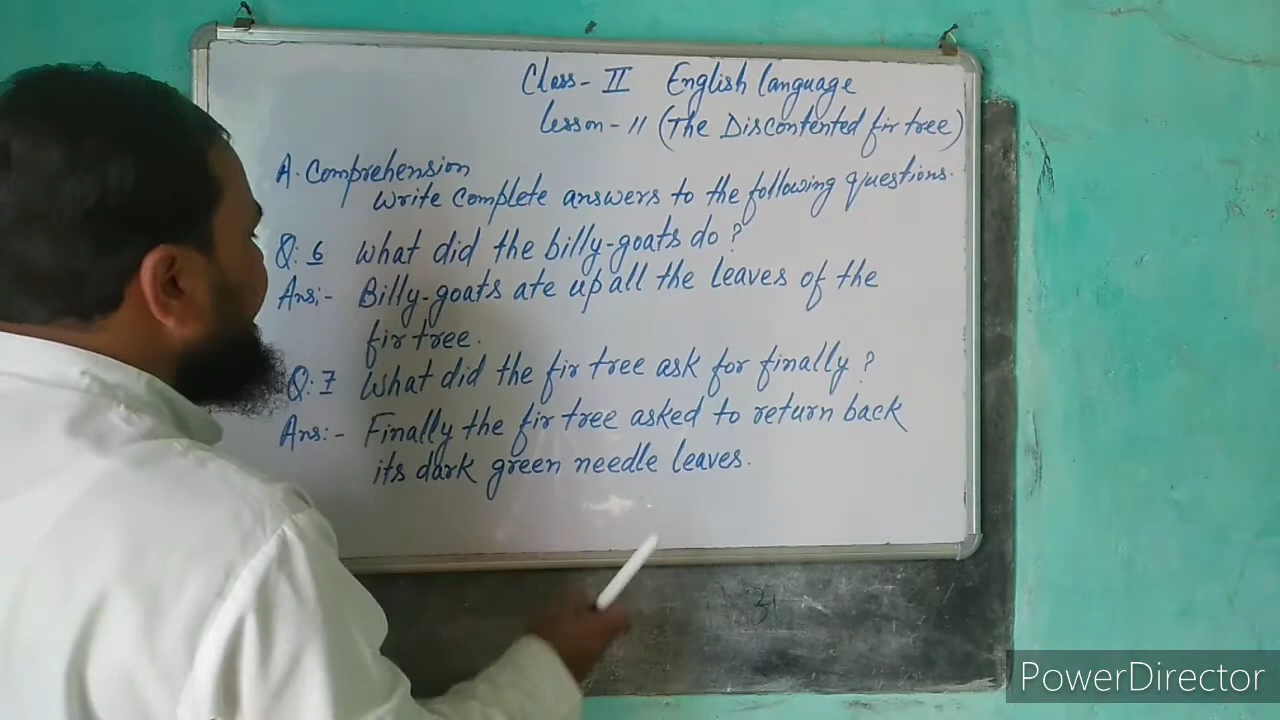 Class- II English language
Lesson-11 (The Discontented fir tree)
A. Comprehension
Write complete answers to the following questions.
Q: 6 What did the billy-goats do?
Ans:- Billy-goats ate up all the leaves of the
fir tree.
Q: 7 What did the fir tree ask for finally?
Ans:- Finally the fir tree asked to return back
its dark green needle leaves.
PowerDirector